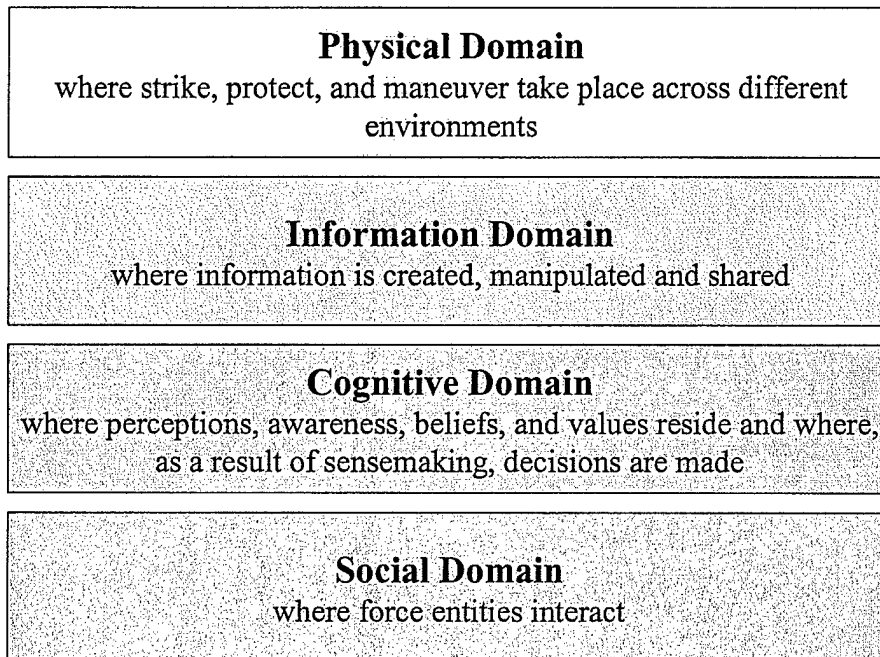 Physical Domain
where strike, protect, and maneuver take place across different
environments
Information Domain
where information is created, manipulated and shared
Cognitive Domain
where perceptions, awareness, beliefs, and values reside and where,
as a result of sensemaking, decisions are made
Social Domain
where force entities interact